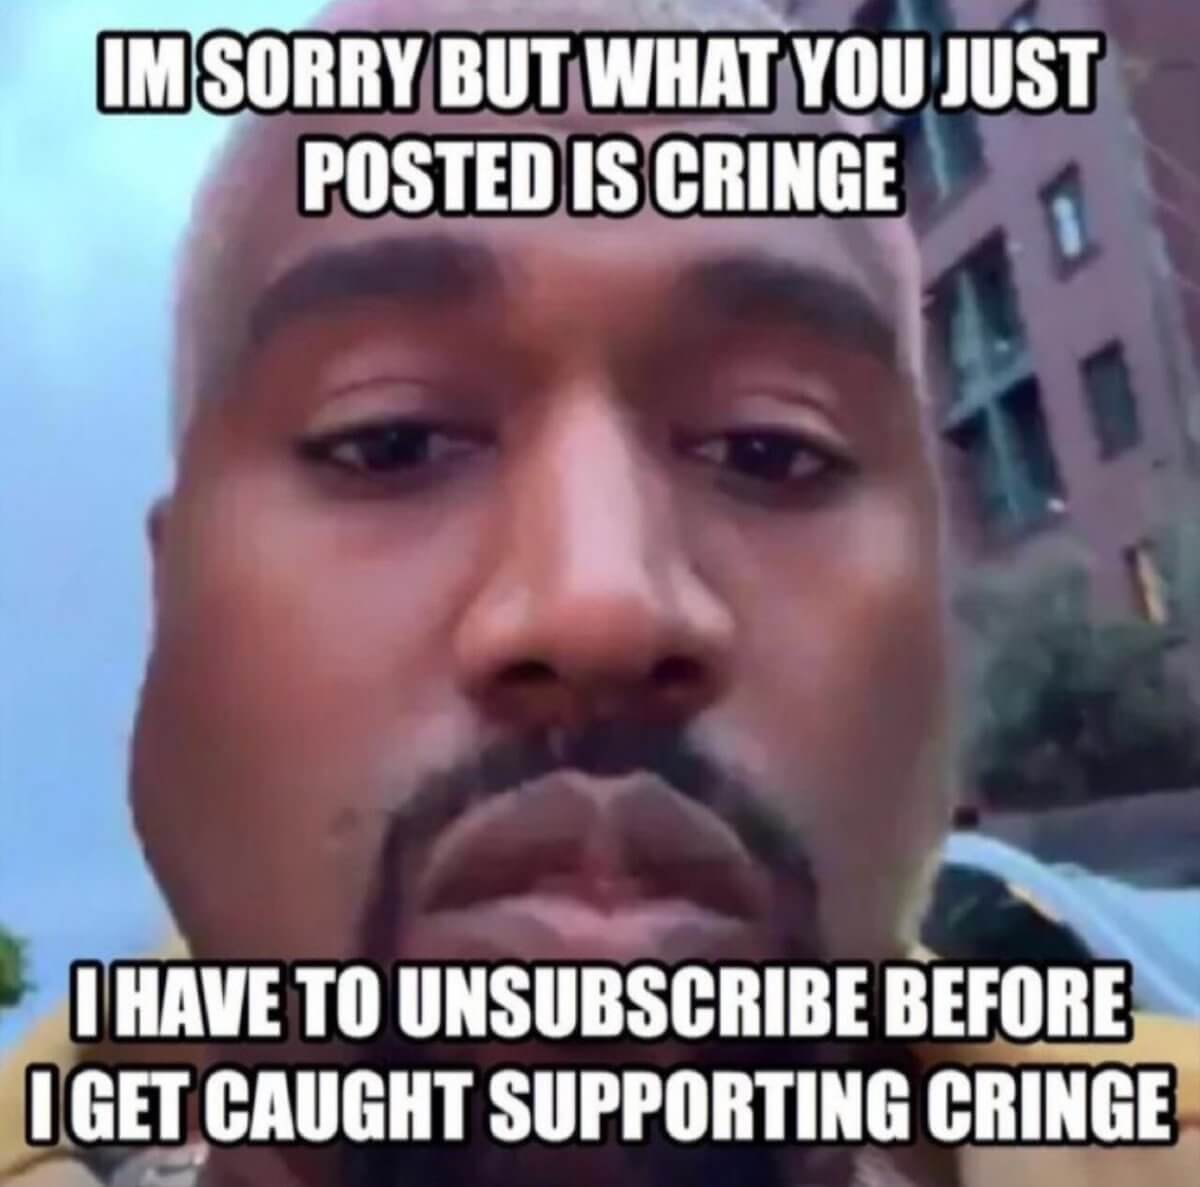 IM SORRY BUT WHAT YOU JUST
POSTED IS CRINGE
I HAVE TO UNSUBSCRIBE BEFORE
I GET CAUGHT SUPPORTING CRINGE